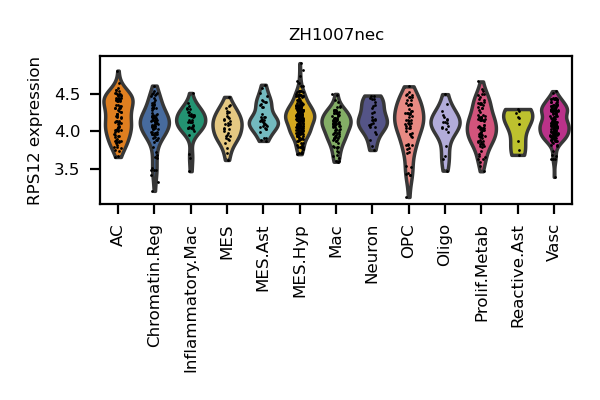 ZH1007nec
RPS12 expression
4.5
4.0
3.5
AC
Chromatin.Reg
Inflammatory.Mac
MES
MES.Ast
MES.Hyp
Mac
Neuron
OPC
Oligo
Prolif.Metab
Reactive.Ast
Vasc